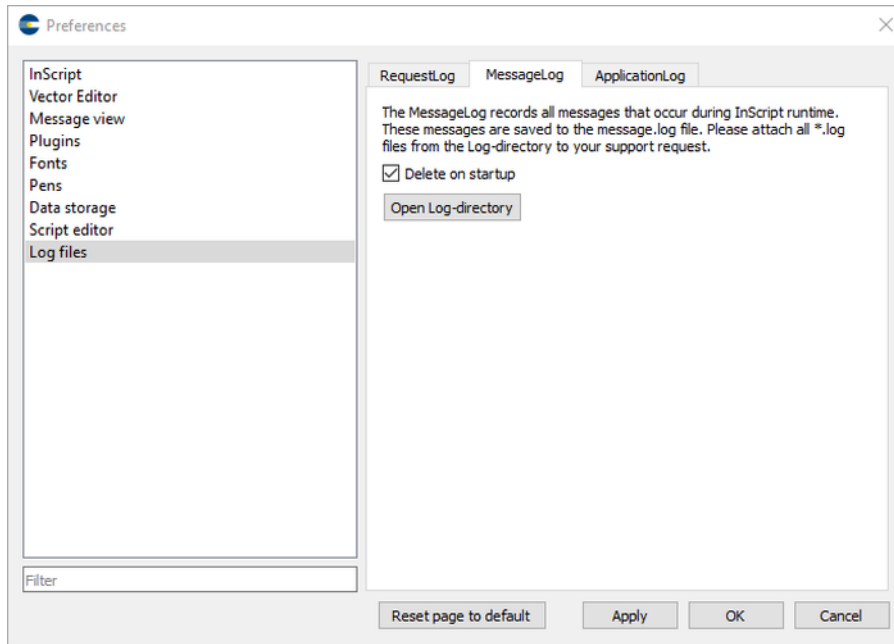 Preferences
InScript
Vector Editor
Message view
Plugins
Fonts
Pens
Data storage
Script editor
Log files
Filter
RequestLog MessageLog ApplicationLog
The MessageLog records all messages that occur during InScript runtime.
These messages are saved to the message.log file. Please attach all *.log
files from the Log-directory to your support request.
Delete on startup
Open Log-directory
Reset page to default Apply OK Cancel